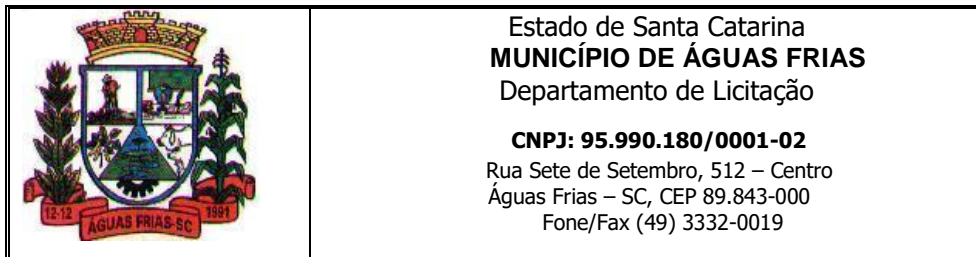 12-12
ÁGUAS FRIAS-SC
1991
Estado de Santa Catarina
MUNICÍPIO DE ÁGUAS FRIAS
Departamento de Licitação
CNPJ: 95.990.180/0001-02
Rua Sete de Setembro, 512 – Centro
Águas Frias – SC, CEP 89.843-000
Fone/Fax (49) 3332-0019